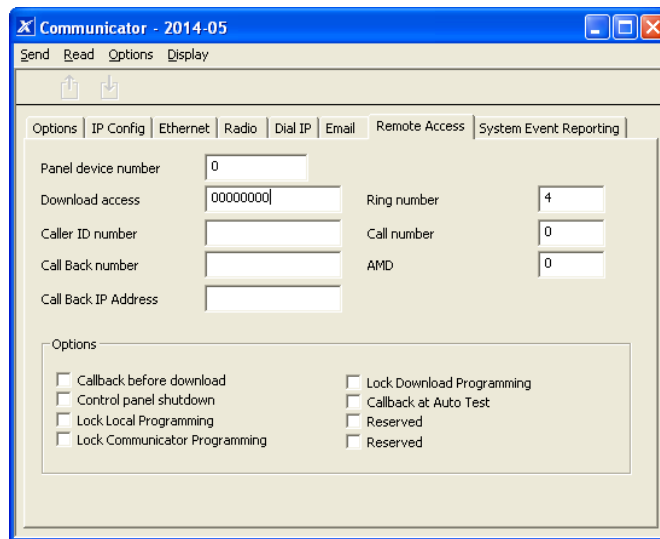 X Communicator - 2014-05
Send Read Options Display
Options IP Config Ethernet Radio Dial IP Email Remote Access System Event Reporting
Panel device number 0
Download access 00000000 Ring number 4
Caller ID number Call number 0
Call Back number AMD 0
Call Back IP Address
Options
Callback before download Lock Download Programming
Control panel shutdown Callback at Auto Test
Lock Local Programming Reserved
Lock Communicator Programming Reserved